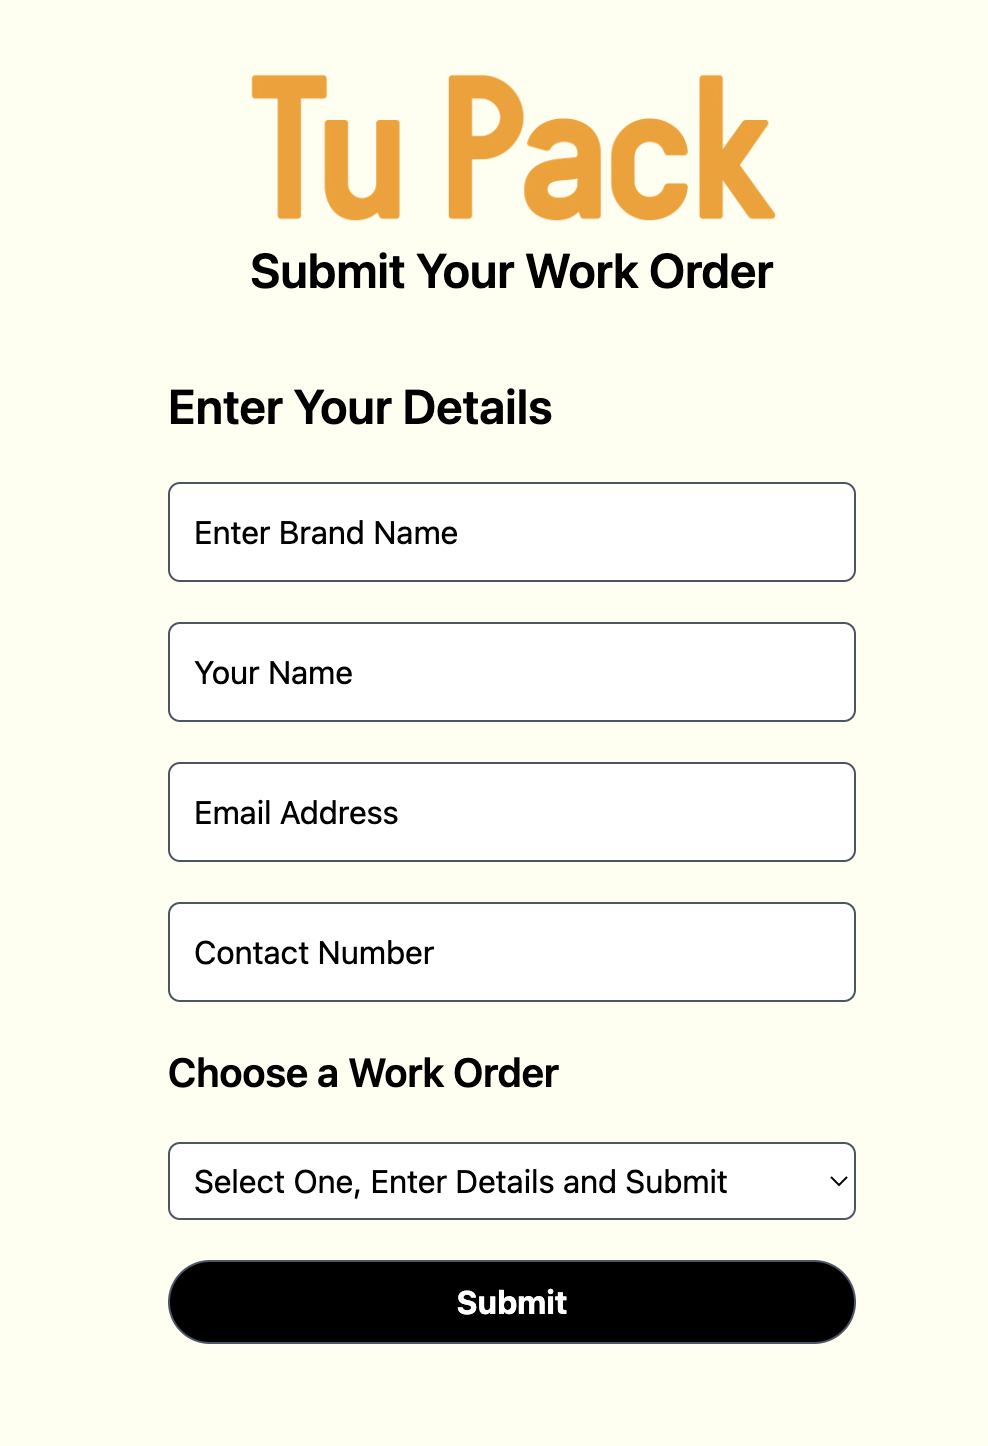 Tu Pack
Submit Your Work Order
Enter Your Details
Enter Brand Name
Your Name
Email Address
Contact Number
Choose a Work Order
Select One, Enter Details and Submit
Submit